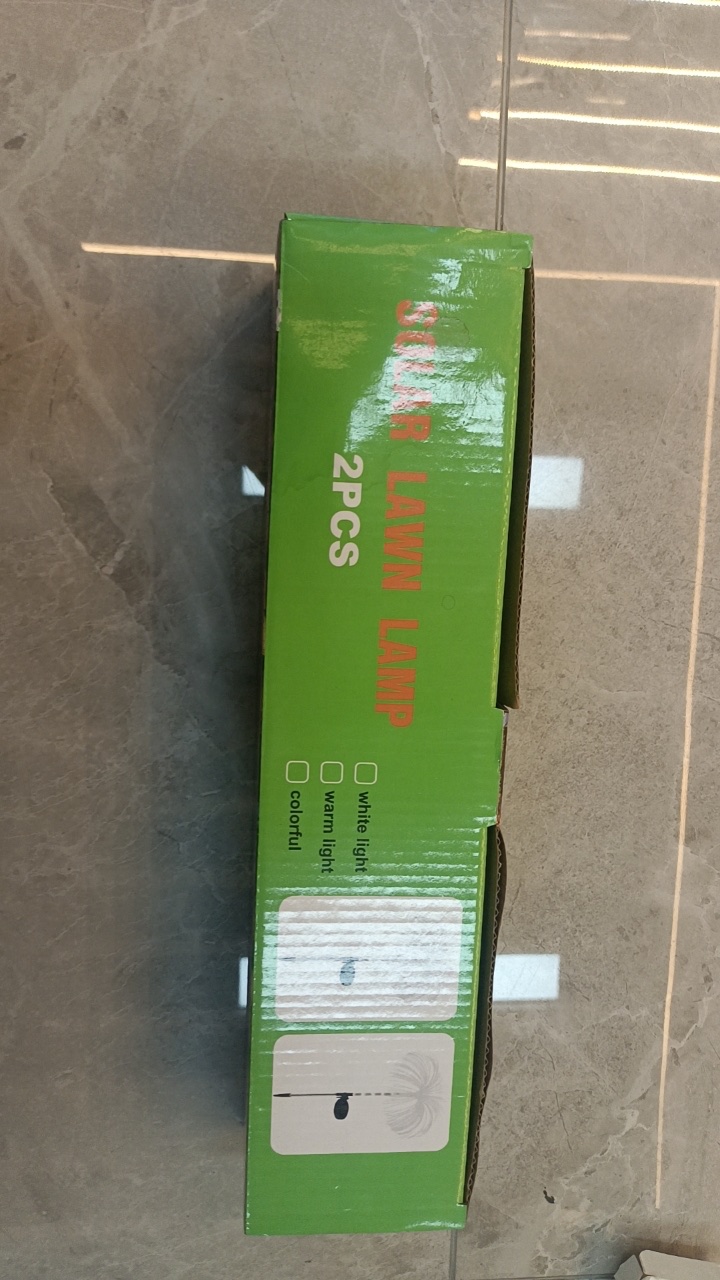 SOLAR LAWN LAMP
2PCS
white light
warm light
colorful